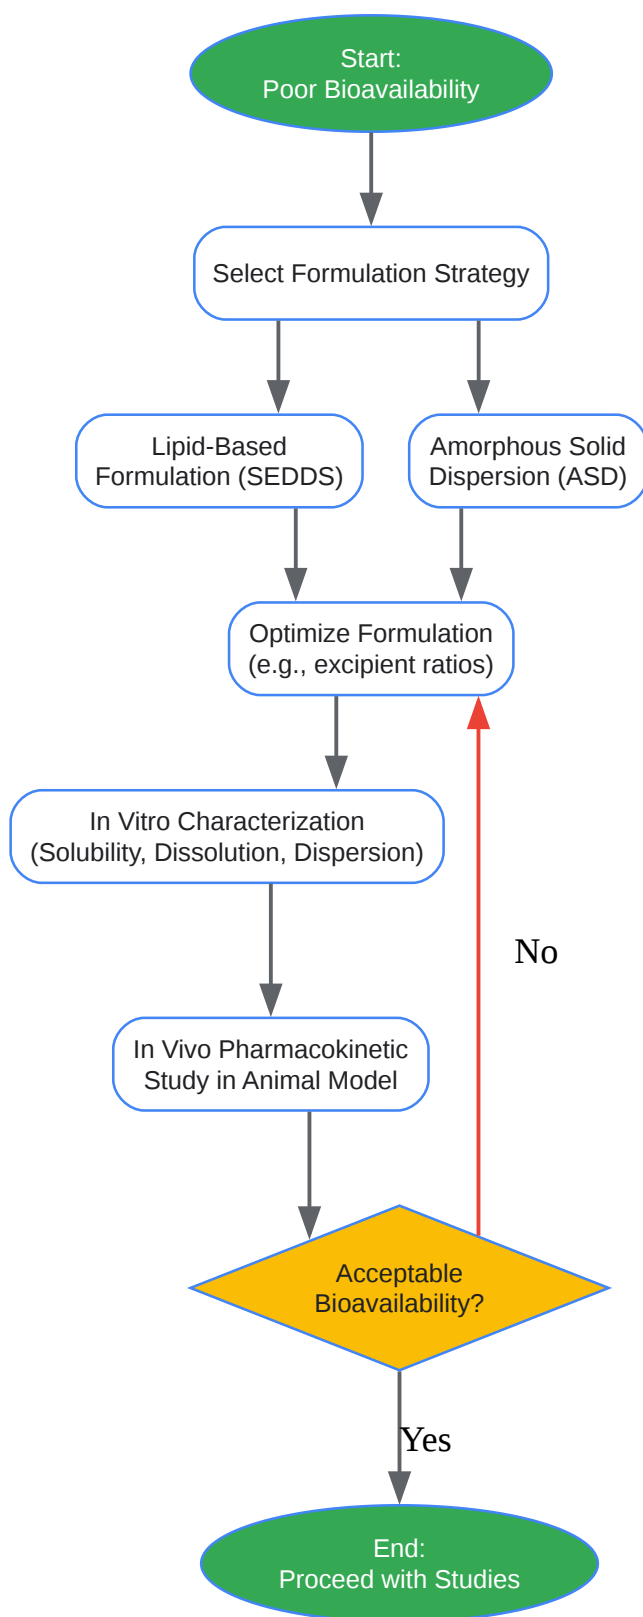 Start:
Poor Bioavailability
Select Formulation Strategy
Lipid-Based
Formulation (SEDDS)
Amorphous Solid
Dispersion (ASD)
Optimize Formulation
(e.g., excipient ratios)
In Vitro Characterization
(Solubility, Dissolution, Dispersion)
No
In Vivo Pharmacokinetic
Study in Animal Model
Acceptable
Bioavailability?
Yes
End:
Proceed with Studies